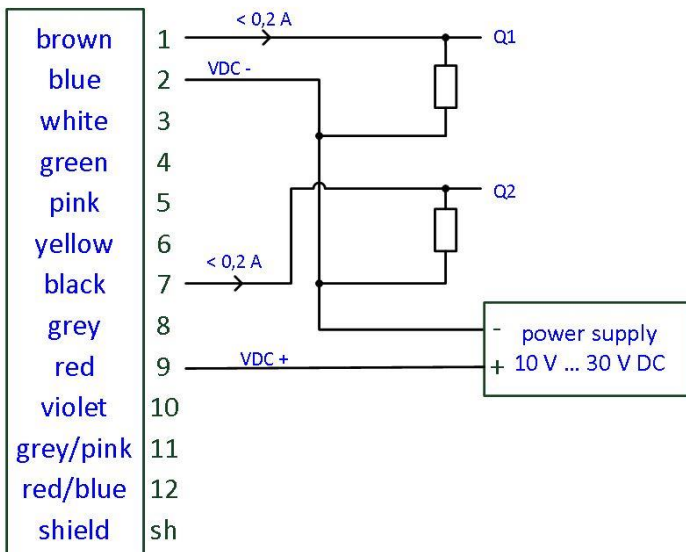 brown 1 < 0,2 A Q1
blue 2 VDC -
white 3
green 4
pink 5 Q2
yellow 6
black 7 < 0,2 A
grey 8 - power supply
red 9 VDC + + 10 V ... 30 V DC
violet 10
grey/pink 11
red/blue 12
shield sh